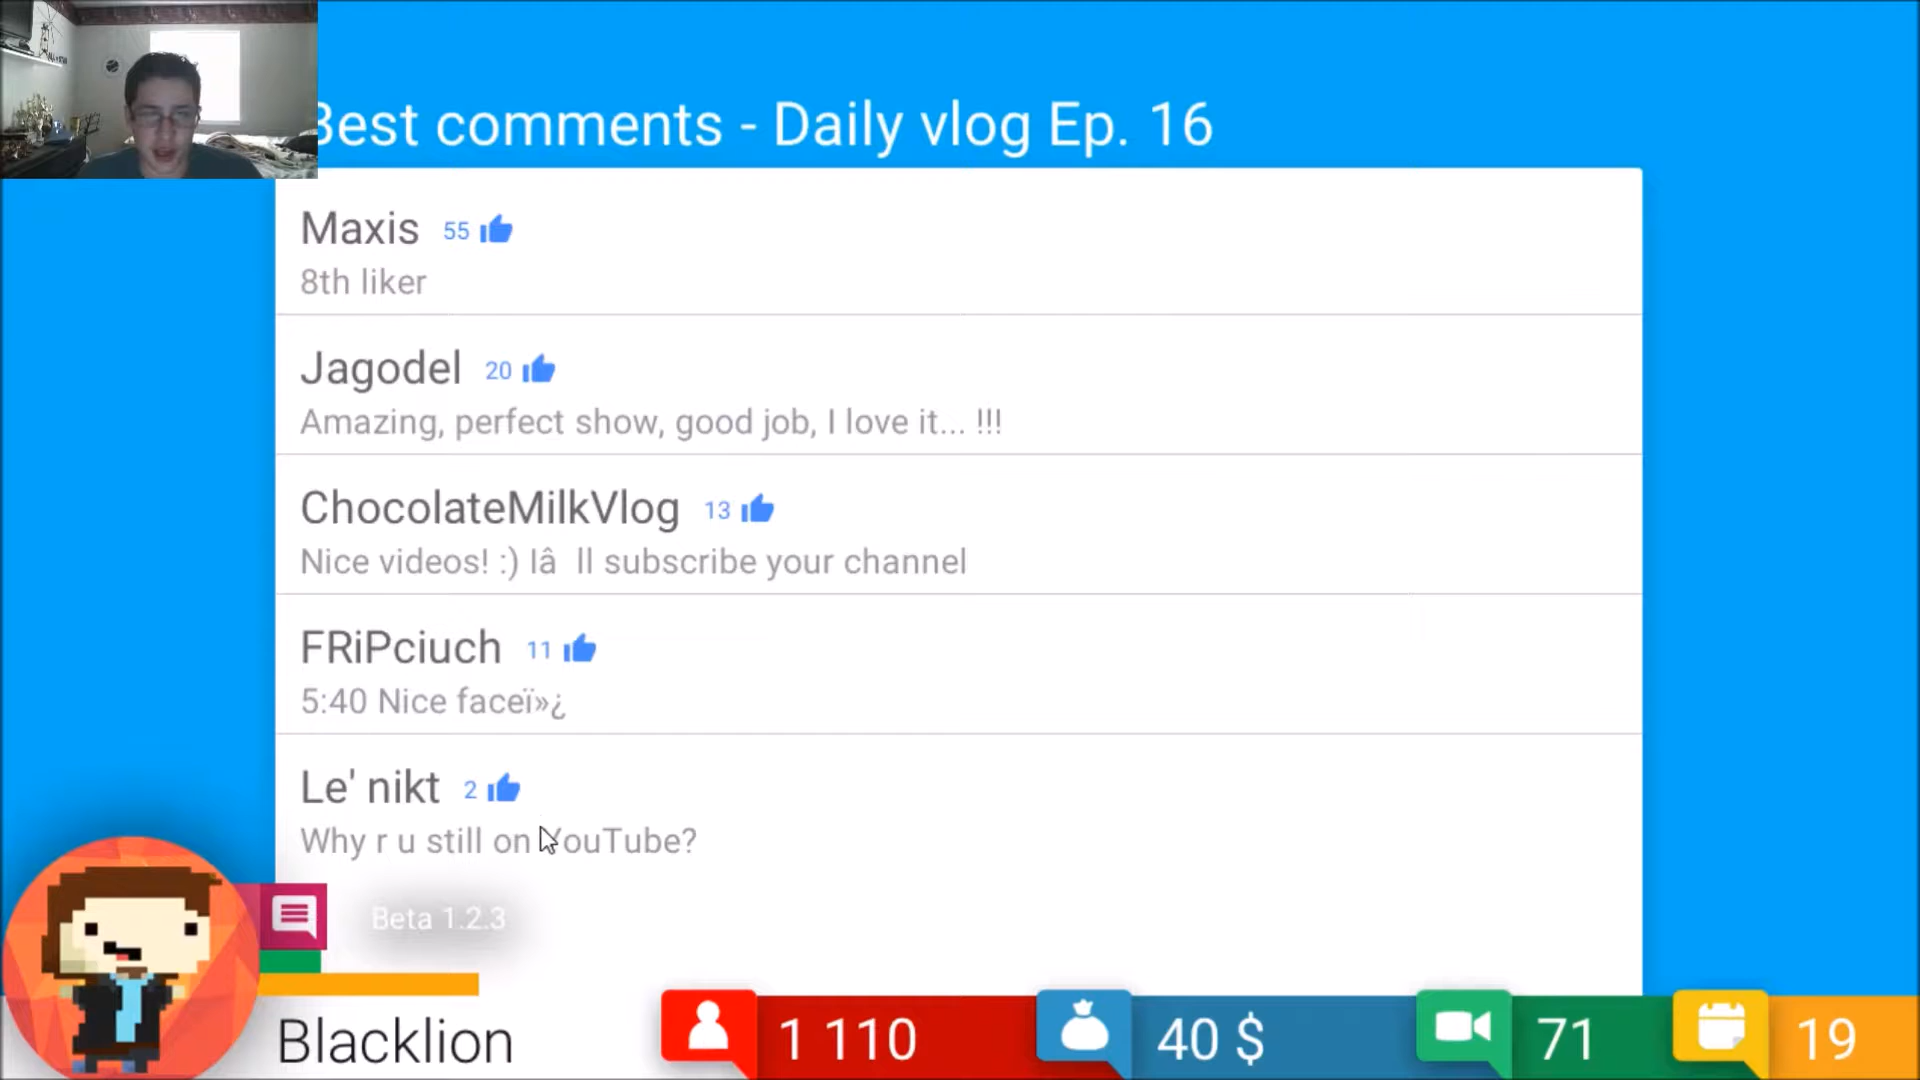 Best comments - Daily vlog Ep. 16
Maxis 55
8th liker
Jagodel 20
Amazing, perfect show, good job, I love it... !!!
ChocolateMilkVlog 13
Nice videos! :) Iâ ll subscribe your channel
FRiPciuch 11
5:40 Nice faceï»¿
Le' nikt 2
Why r u still on YouTube?
Beta 1.2.3
Blacklion
1 110
40 $
71
19